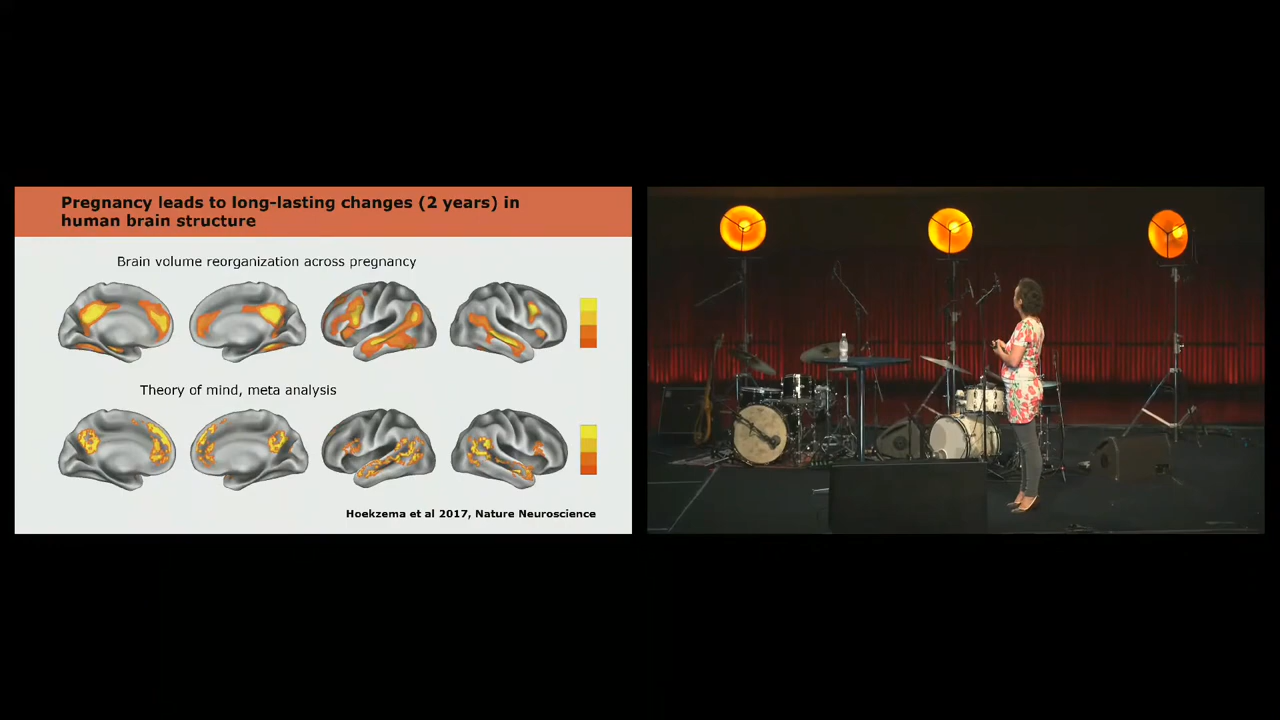 Pregnancy leads to long-lasting changes (2 years) in
human brain structure
Brain volume reorganization across pregnancy
Theory of mind, meta analysis
Hoekzema et al 2017, Nature Neuroscience